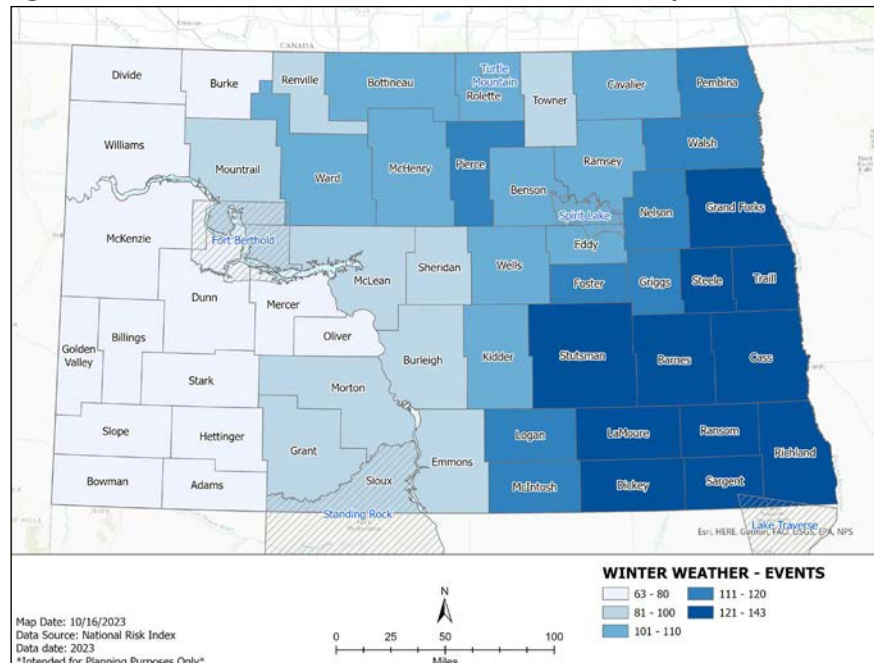 CANADA
Divide
Burke
Renville
Bottineau
Turtle
Mountain
Rolette
Towner
Cavalier
Pembina
Williams
Mountrail
Ward
McHenry
Pierce
Benson
Ramsey
Walsh
Spirit Lake
Nelson
Grand Forks
McKenzie
Fort Berthold
McLean
Sheridan
Wells
Eddy
Foster
Griggs
Steele
Traill
Dunn
Mercer
Oliver
Golden
Valley
Billings
Stark
Burleigh
Kidder
Stutsman
Barnes
Cass
Morton
Slope
Hettinger
Grant
Sioux
Emmons
Logan
LaMoure
Ransom
Richland
Bowman
Adams
McIntosh
Dickey
Sargent
Standing Rock
Lake Traverse
Esri, HERE, Garmin, FAO, USGS, EPA, NPS
WINTER WEATHER - EVENTS
63 - 80
111 - 120
81 - 100
121 - 143
101 - 110
N
0 25 50 100
Miles
Map Date: 10/16/2023
Data Source: National Risk Index
Data date: 2023
*Intended for Planning Purposes Only*